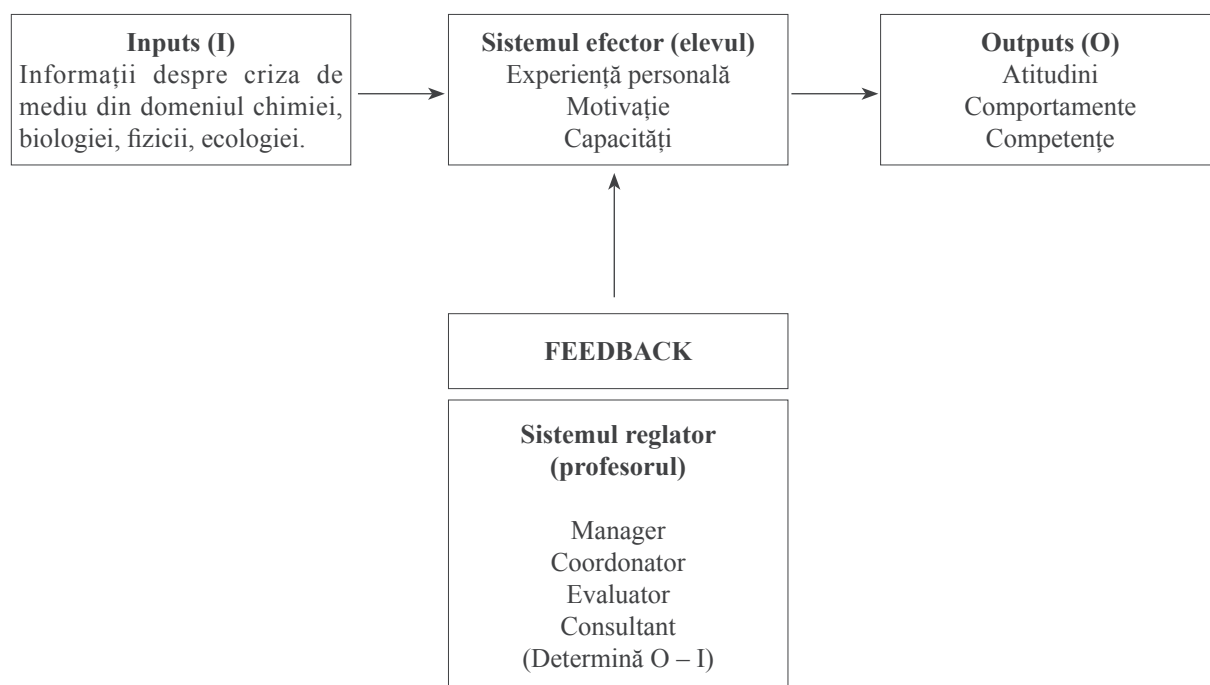 Inputs (I)
Informații despre criza de
mediu din domeniul chimiei,
biologiei, fizicii, ecologiei.
Sistemul efector (elevul)
Experiență personală
Motivație
Capacități
Outputs (O)
Atitudini
Comportamente
Competențe
FEEDBACK
Sistemul reglator
(profesorul)
Manager
Coordonator
Evaluator
Consultant
(Determină O – I)